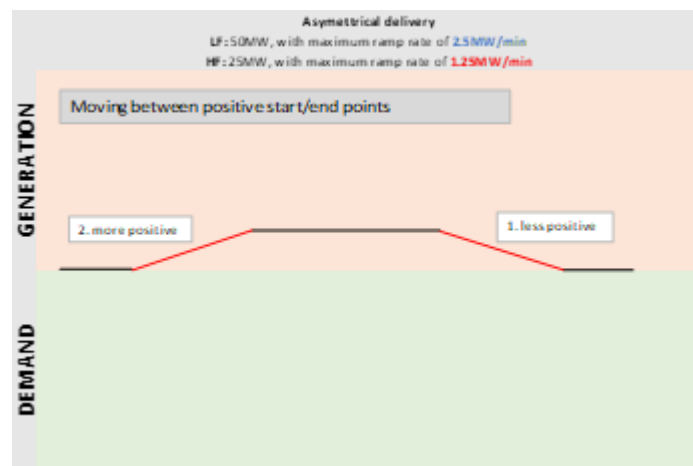 Asymettrical delivery
LF: 50MW, with maximum ramp rate of 2.5MW/min
HF: 25MW, with maximum ramp rate of 1.25MW/min
GENERATION
Moving between positive start/end points
2. more positive
1. less positive
DEMAND